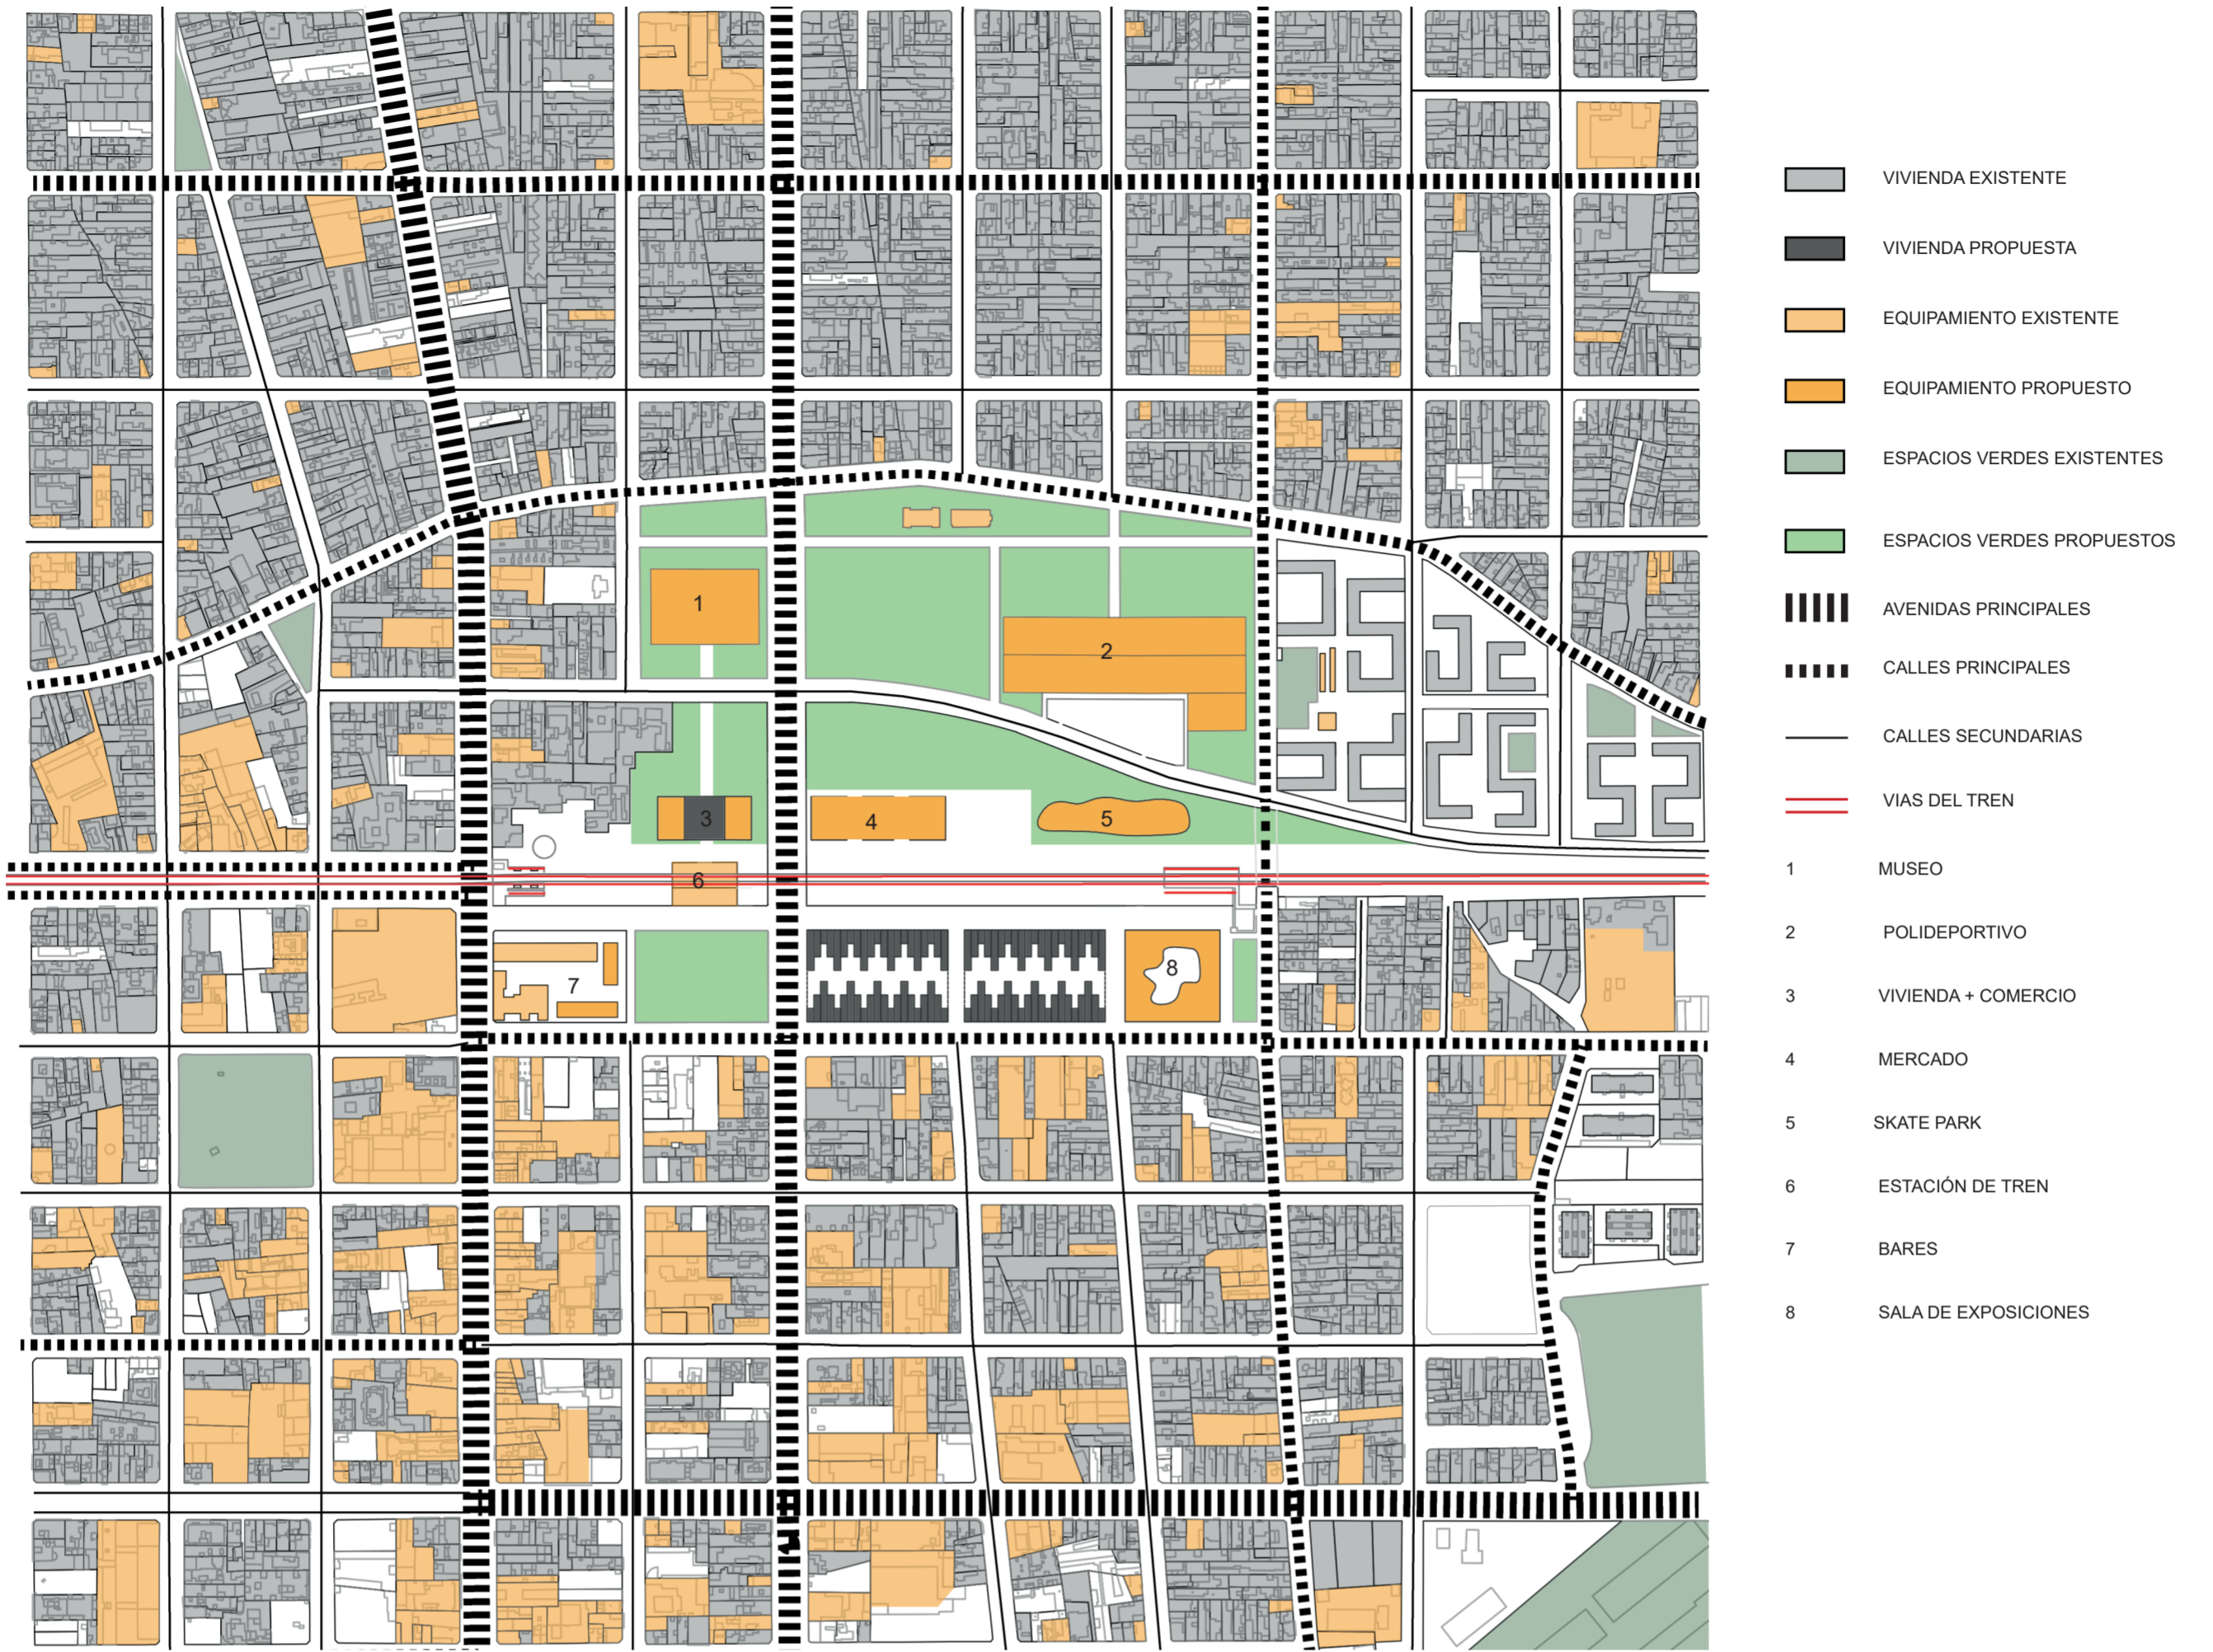 1
2
3
4
5
6
7
8
VIVIENDA EXISTENTE
VIVIENDA PROPUESTA
EQUIPAMIENTO EXISTENTE
EQUIPAMIENTO PROPUESTO
ESPACIOS VERDES EXISTENTES
ESPACIOS VERDES PROPUESTOS
AVENIDAS PRINCIPALES
CALLES PRINCIPALES
CALLES SECUNDARIAS
VIAS DEL TREN
1 MUSEO
2 POLIDEPORTIVO
3 VIVIENDA + COMERCIO
4 MERCADO
5 SKATE PARK
6 ESTACIÓN DE TREN
7 BARES
8 SALA DE EXPOSICIONES